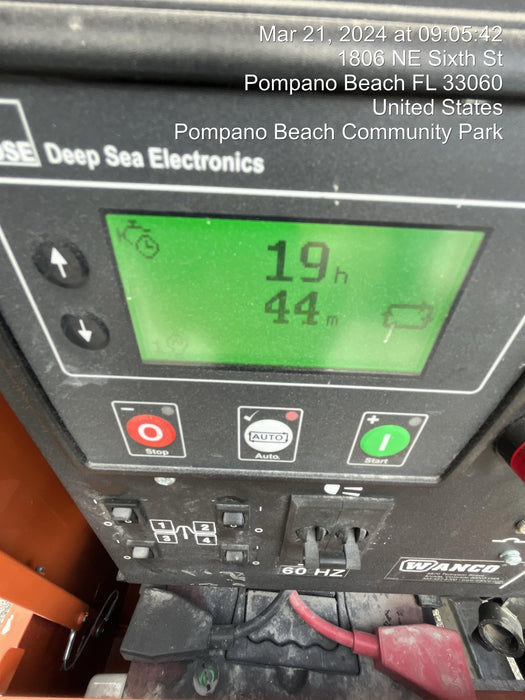 Mar 21, 2024 at 09:05:42
1806 NE Sixth St
Pompano Beach FL 33060
United States
Pompano Beach Community Park
DSE Deep Sea Electronics
19h
44m
Stop
AUTO
Auto.
Start
1 2
3 4
60 HZ
WANCO